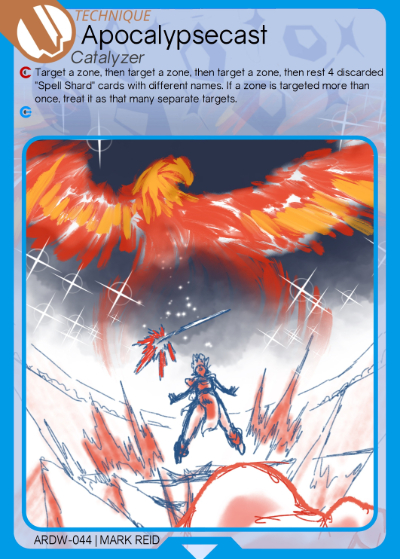 TECHNIQUE
Apocalypsecast
Catalyzer
Target a zone, then target a zone, then target a zone, then rest 4 discarded
"Spell Shard" cards with different names. If a zone is targeted more than
once, treat it as that many separate targets.
ARDW-044 | MARK REID